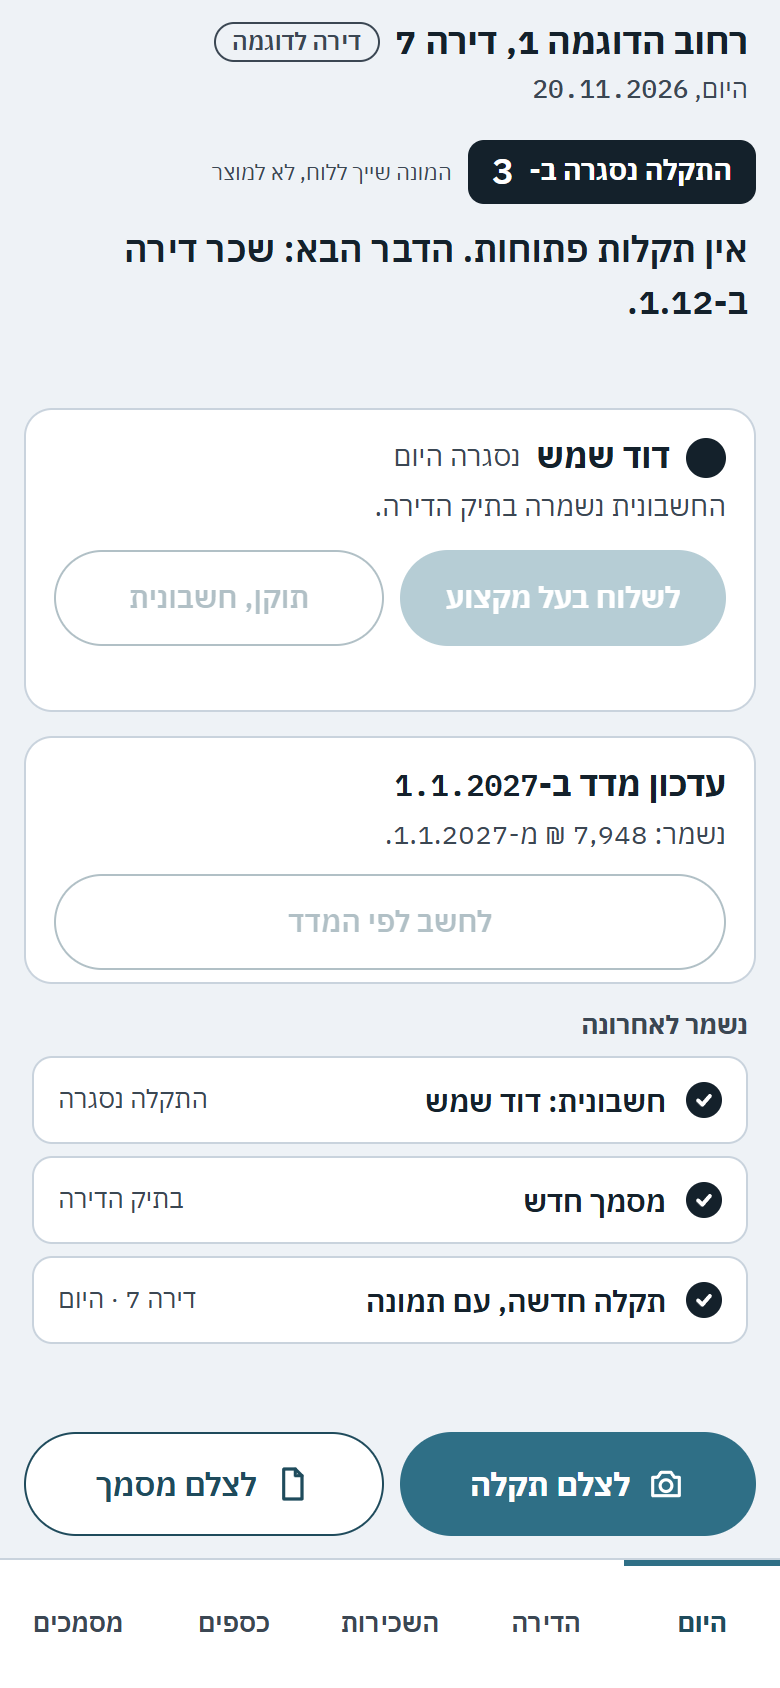 רחוב הדוגמה 1, דירה 7 דירה לדוגמה
היום, 20.11.2026
התקלה נסגרה ב- 3 המונה שייך ללוח, לא למוצר
אין תקלות פתוחות. הדבר הבא: שכר דירה
ב-1.12.
דוד שמש נסגרה היום
החשבונית נשמרה בתיק הדירה.
לשלוח בעל מקצוע תוקן, חשבונית
עדכון מדד ב-1.1.2027
נשמר: 7,948 ₪ מ-1.1.2027.
לחשב לפי המדד
נשמר לאחרונה
חשבונית: דוד שמש התקלה נסגרה
מסמך חדש בתיק הדירה
תקלה חדשה, עם תמונה דירה 7 · היום
לצלם תקלה לצלם מסמך
היום הדירה השכירות כספים מסמכים